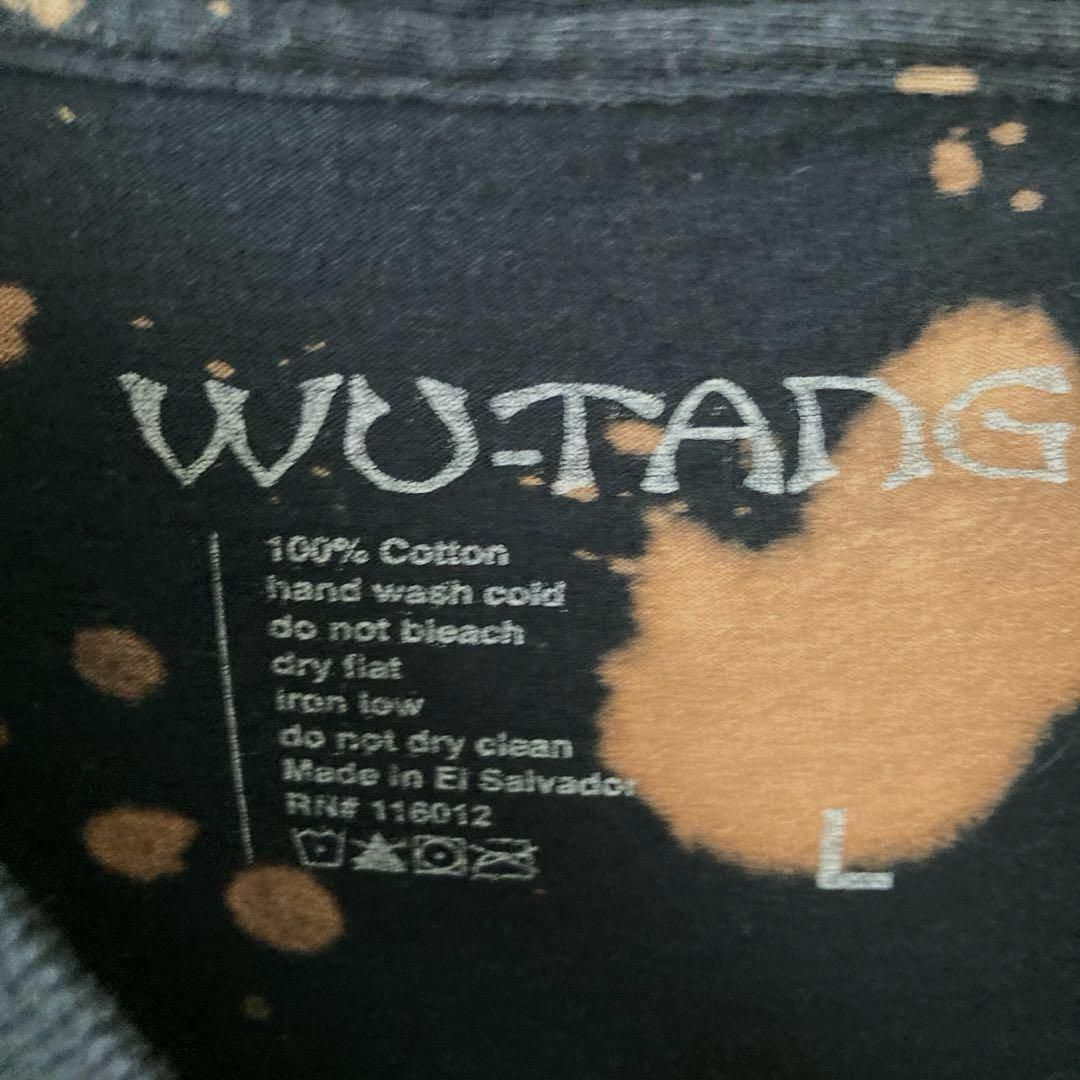 WU-TANG
100% Cotton
hand wash cold
do not bleach
dry flat
iron low
do not dry clean
Made in El Salvador
RN# 116012
L